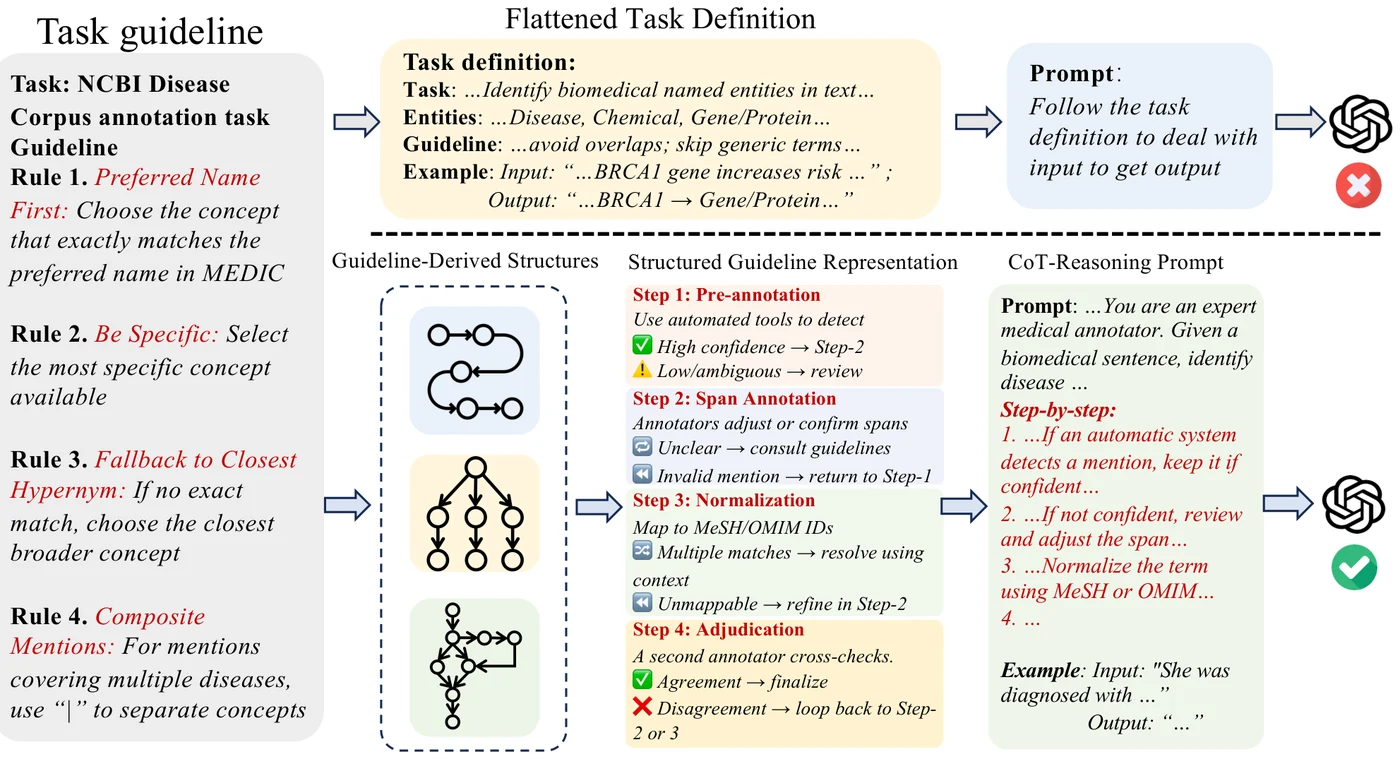 Task guideline
Task: NCBI Disease
Corpus annotation task
Guideline
Rule 1. Preferred Name
First: Choose the concept
that exactly matches the
preferred name in MEDIC
Rule 2. Be Specific: Select
the most specific concept
available
Rule 3. Fallback to Closest
Hypernym: If no exact
match, choose the closest
broader concept
Rule 4. Composite
Mentions: For mentions
covering multiple diseases,
use “|” to separate concepts
Flattened Task Definition
Task definition:
Task: …Identify biomedical named entities in text…
Entities: …Disease, Chemical, Gene/Protein…
Guideline: …avoid overlaps; skip generic terms…
Example: Input: “…BRCA1 gene increases risk …” ;
Output: “…BRCA1 → Gene/Protein…”
Prompt:
Follow the task
definition to deal with
input to get output
Guideline-Derived Structures
Structured Guideline Representation
Step 1: Pre-annotation
Use automated tools to detect
✅ High confidence → Step-2
⚠️ Low/ambiguous → review
Step 2: Span Annotation
Annotators adjust or confirm spans
🔁 Unclear → consult guidelines
⏪ Invalid mention → return to Step-1
Step 3: Normalization
Map to MeSH/OMIM IDs
🔀 Multiple matches → resolve using
context
⏪ Unmappable → refine in Step-2
Step 4: Adjudication
A second annotator cross-checks.
✅ Agreement → finalize
❌ Disagreement → loop back to Step-
2 or 3
CoT-Reasoning Prompt
Prompt: …You are an expert
medical annotator. Given a
biomedical sentence, identify
disease …
Step-by-step:
1. …If an automatic system
detects a mention, keep it if
confident…
2. …If not confident, review
and adjust the span…
3. …Normalize the term
using MeSH or OMIM…
4. …
Example: Input: "She was
diagnosed with …”
Output: “…”